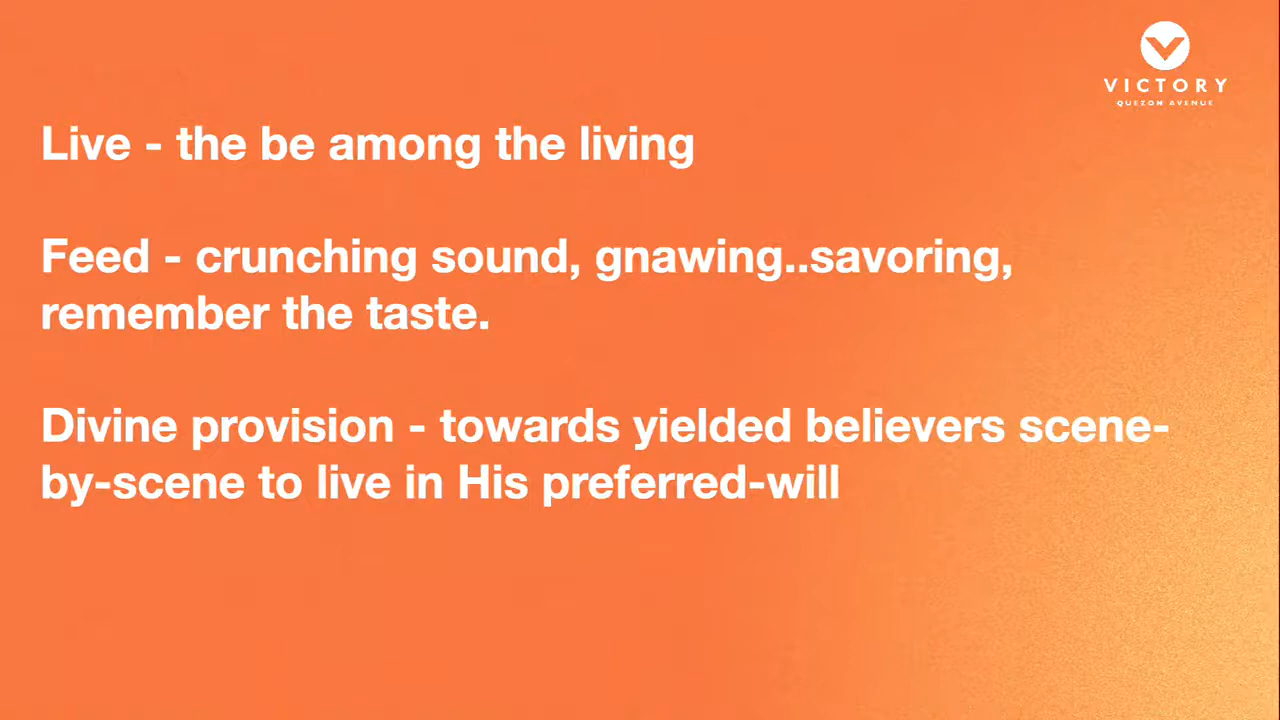 VICTORY
QUEZON AVENUE
Live - the be among the living
Feed - crunching sound, gnawing..savoring,
remember the taste.
Divine provision - towards yielded believers scene-
by-scene to live in His preferred-will